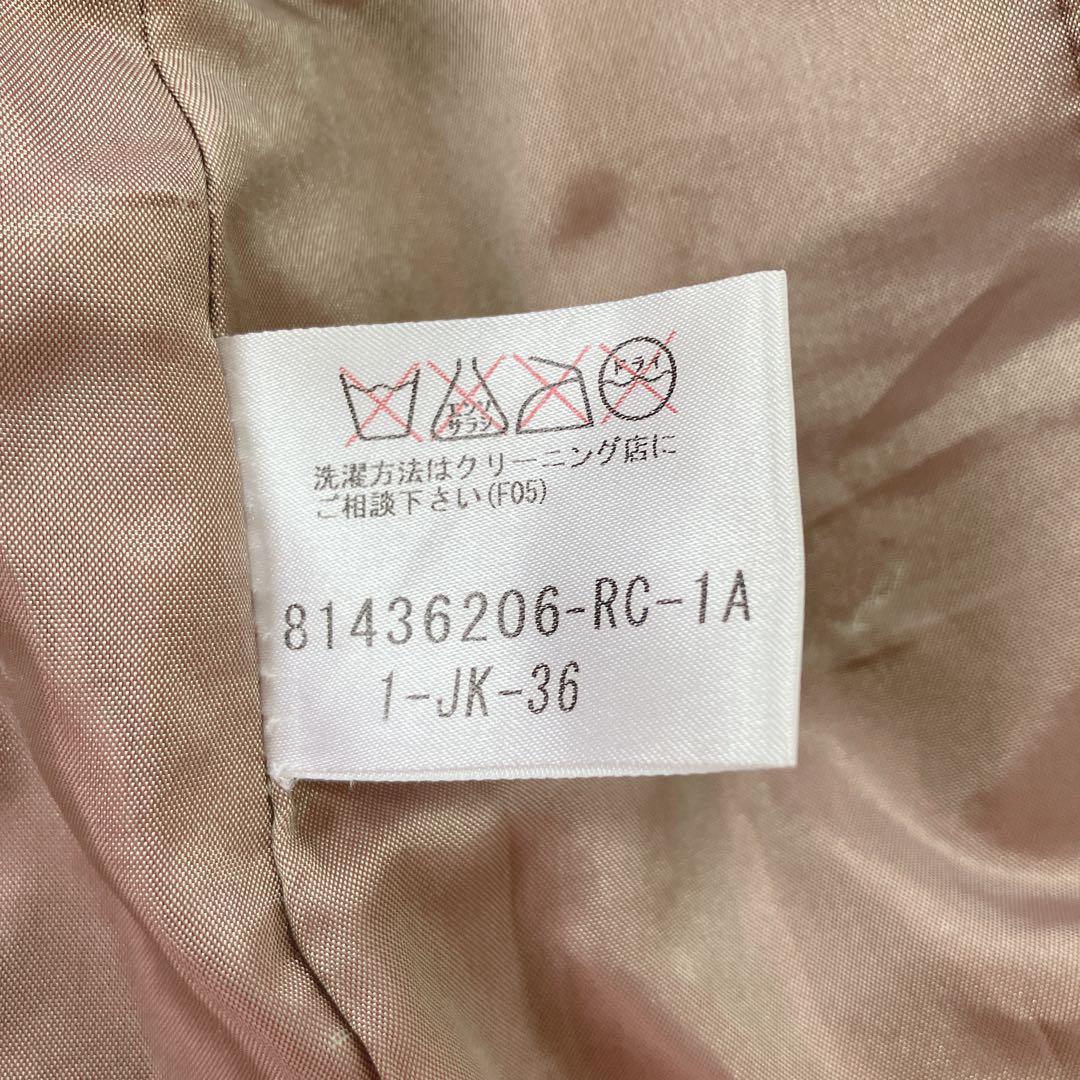 エンソ ドライ
サラシ
洗濯方法はクリーニング店に
ご相談下さい(F05)
81436206-RC-1A
1-JK-36